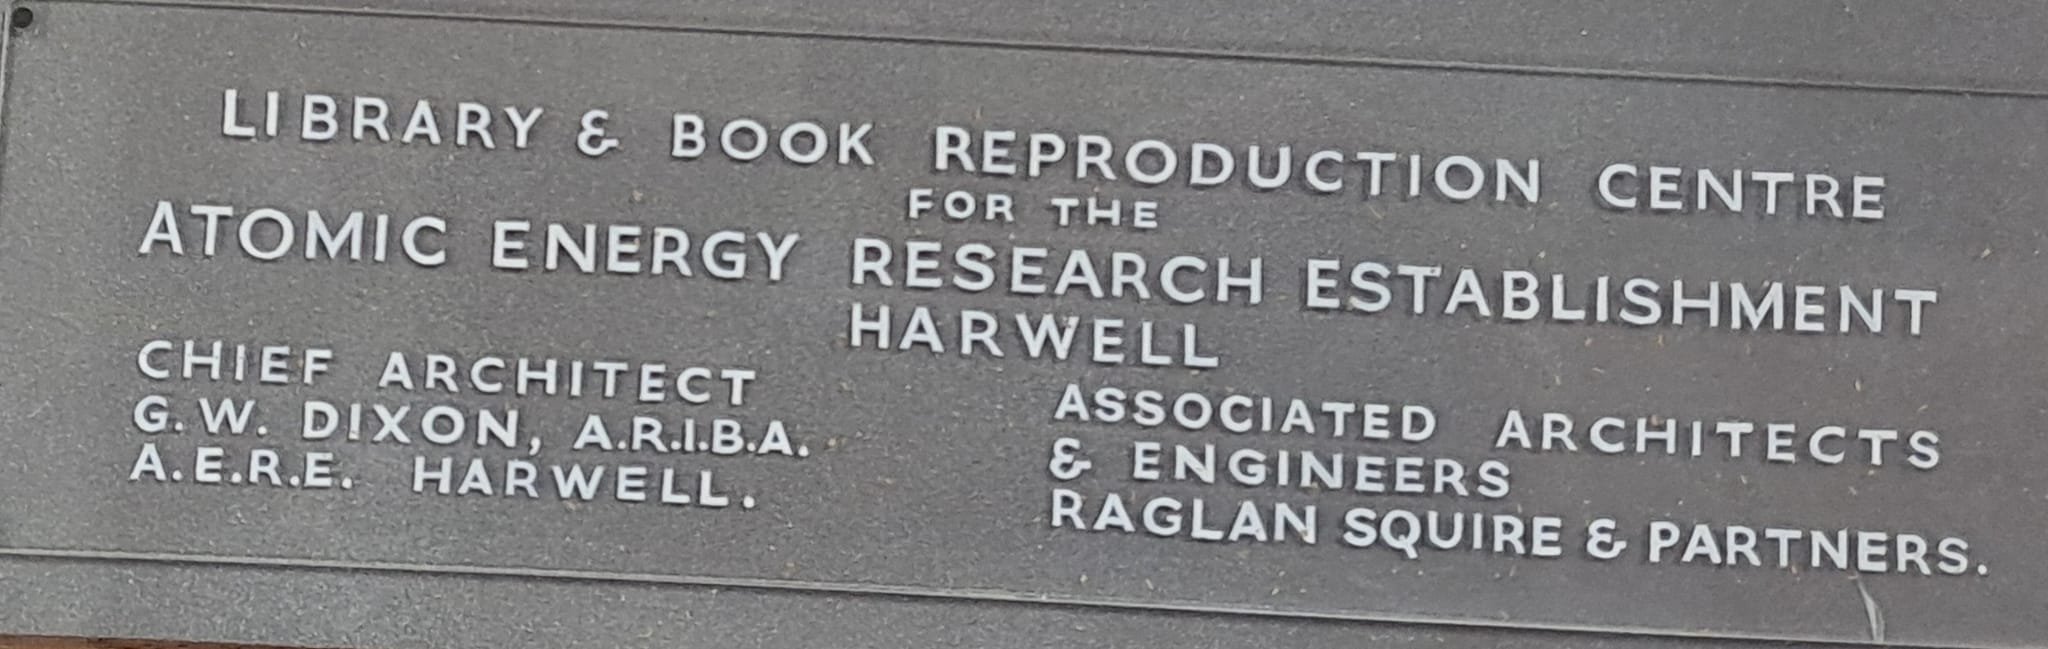 LIBRARY & BOOK REPRODUCTION CENTRE
FOR THE
ATOMIC ENERGY RESEARCH ESTABLISHMENT
HARWELL
CHIEF ARCHITECT
G.W. DIXON, A.R.I.B.A.
A.E.R.E. HARWELL.
ASSOCIATED ARCHITECTS
& ENGINEERS
RAGLAN SQUIRE & PARTNERS.